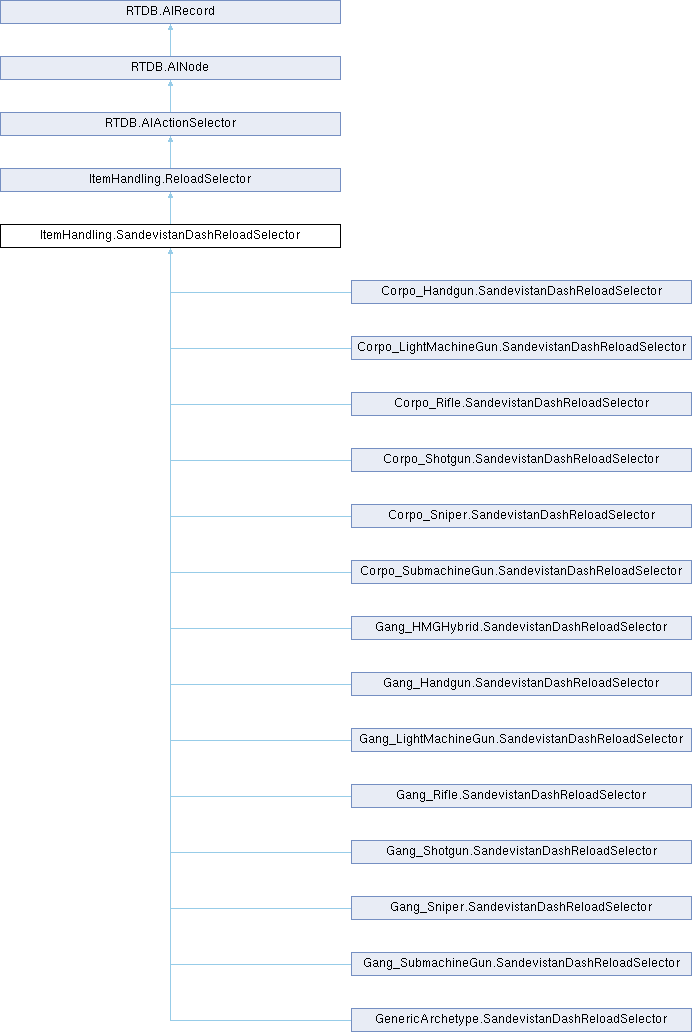 RTDB.AIRecord
RTDB.AINode
RTDB.AIActionSelector
ItemHandling.ReloadSelector
ItemHandling.SandevistanDashReloadSelector
Corpo_Handgun.SandevistanDashReloadSelector
Corpo_LightMachineGun.SandevistanDashReloadSelector
Corpo_Rifle.SandevistanDashReloadSelector
Corpo_Shotgun.SandevistanDashReloadSelector
Corpo_Sniper.SandevistanDashReloadSelector
Corpo_SubmachineGun.SandevistanDashReloadSelector
Gang_HMGHybrid.SandevistanDashReloadSelector
Gang_Handgun.SandevistanDashReloadSelector
Gang_LightMachineGun.SandevistanDashReloadSelector
Gang_Rifle.SandevistanDashReloadSelector
Gang_Shotgun.SandevistanDashReloadSelector
Gang_Sniper.SandevistanDashReloadSelector
Gang_SubmachineGun.SandevistanDashReloadSelector
GenericArchetype.SandevistanDashReloadSelector